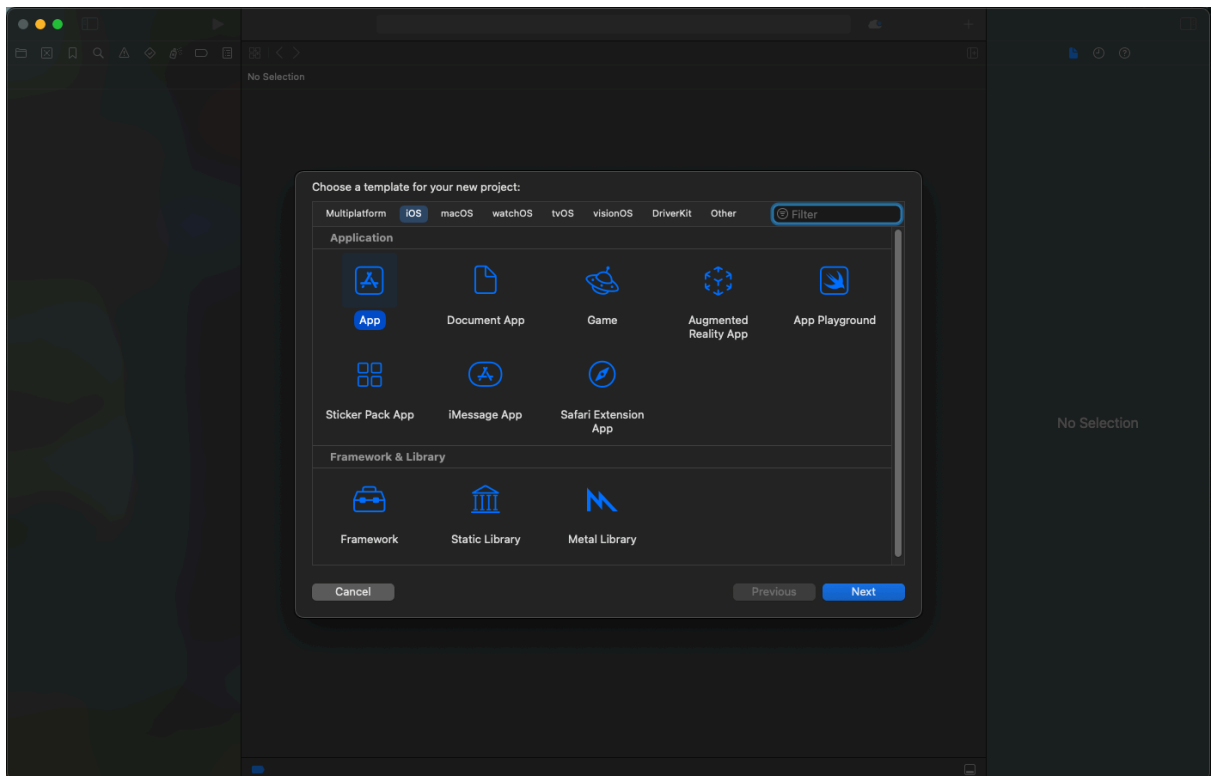 No Selection
Choose a template for your new project:
Multiplatform iOS macOS watchOS tvOS visionOS DriverKit Other Filter
Application
App Document App Game Augmented Reality App App Playground
Sticker Pack App iMessage App Safari Extension App
Framework & Library
Framework Static Library Metal Library
Cancel Previous Next
No Selection